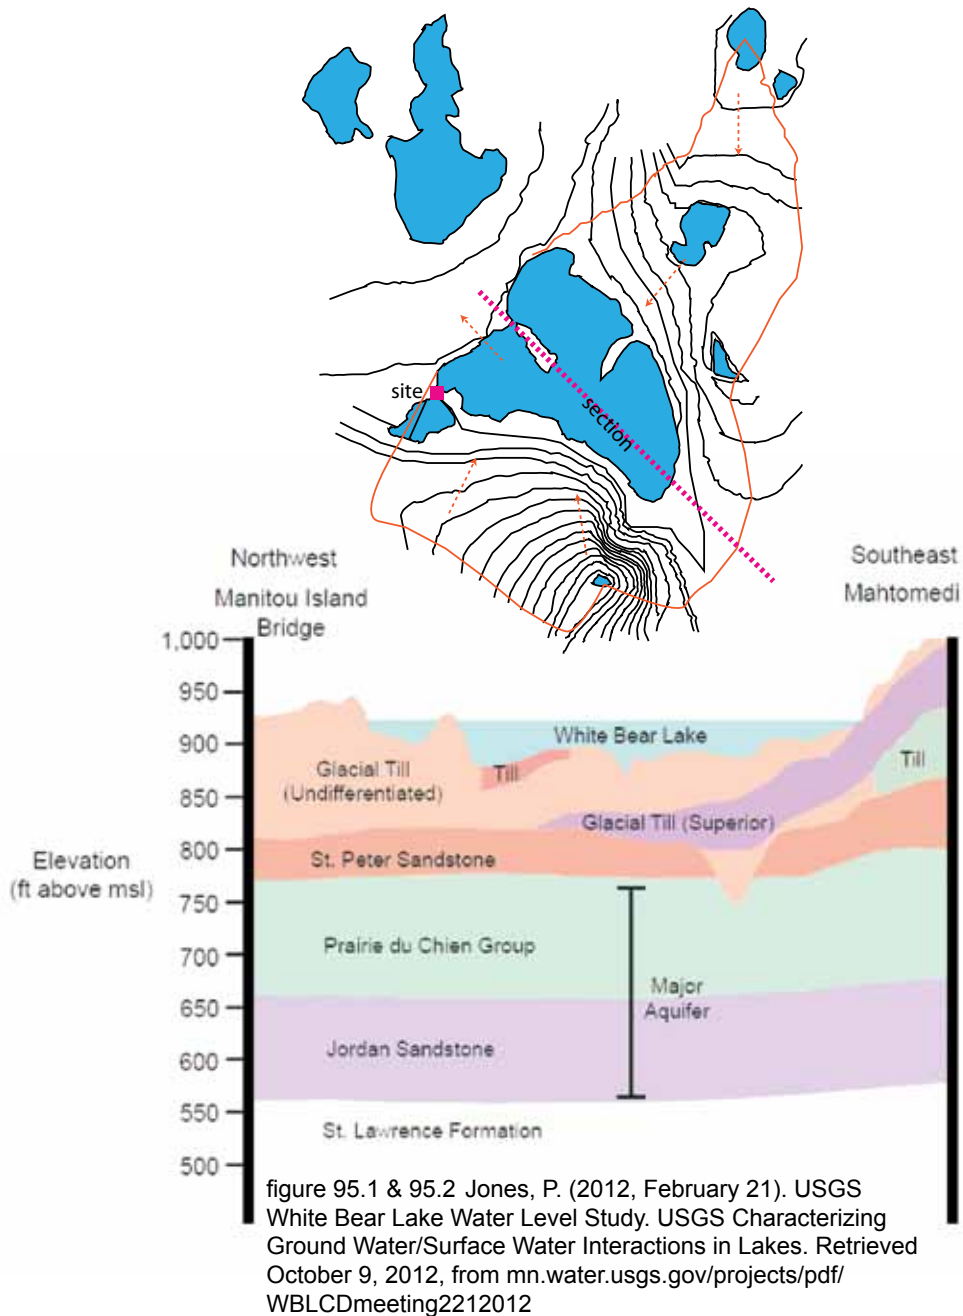 site
section
Northwest
Manitou Island
Bridge
Southeast
Mahtomedi
1,000
950
900
850
800
750
700
650
600
550
500
Elevation
(ft above msl)
White Bear Lake
Till
Till
Glacial Till
(Undifferentiated)
Glacial Till (Superior)
St. Peter Sandstone
Prairie du Chien Group
Major
Aquifer
Jordan Sandstone
St. Lawrence Formation
figure 95.1 & 95.2 Jones, P. (2012, February 21). USGS
White Bear Lake Water Level Study. USGS Characterizing
Ground Water/Surface Water Interactions in Lakes. Retrieved
October 9, 2012, from mn.water.usgs.gov/projects/pdf/
WBLCDmeeting2212012